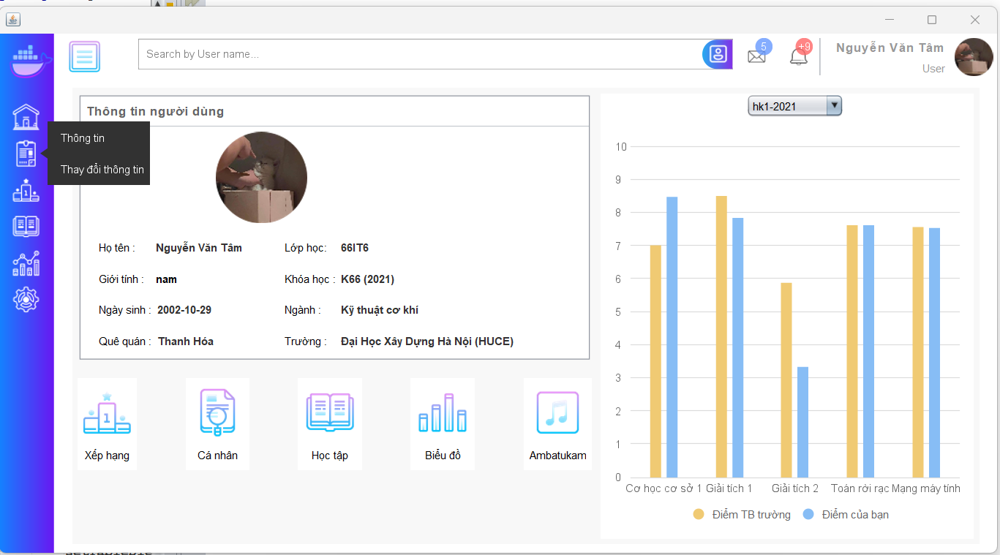 Search by User name...
5
+9
Nguyễn Văn Tâm
User
Thông tin
Thay đổi thông tin
Thông tin người dùng
Họ tên : Nguyễn Văn Tâm Lớp học: 66IT6
Giới tính : nam Khóa học : K66 (2021)
Ngày sinh : 2002-10-29 Ngành : Kỹ thuật cơ khí
Quê quán : Thanh Hóa Trường : Đại Học Xây Dựng Hà Nội (HUCE)
1
1
Xếp hạng
Cá nhân
Học tập
Biểu đồ
Ambatukam
hk1-2021
10
9
8
7
6
5
4
3
2
1
0
Cơ học cơ sở 1 Giải tích 1 Giải tích 2 Toán rời rạc Mạng máy tính
Điểm TB trường Điểm của bạn